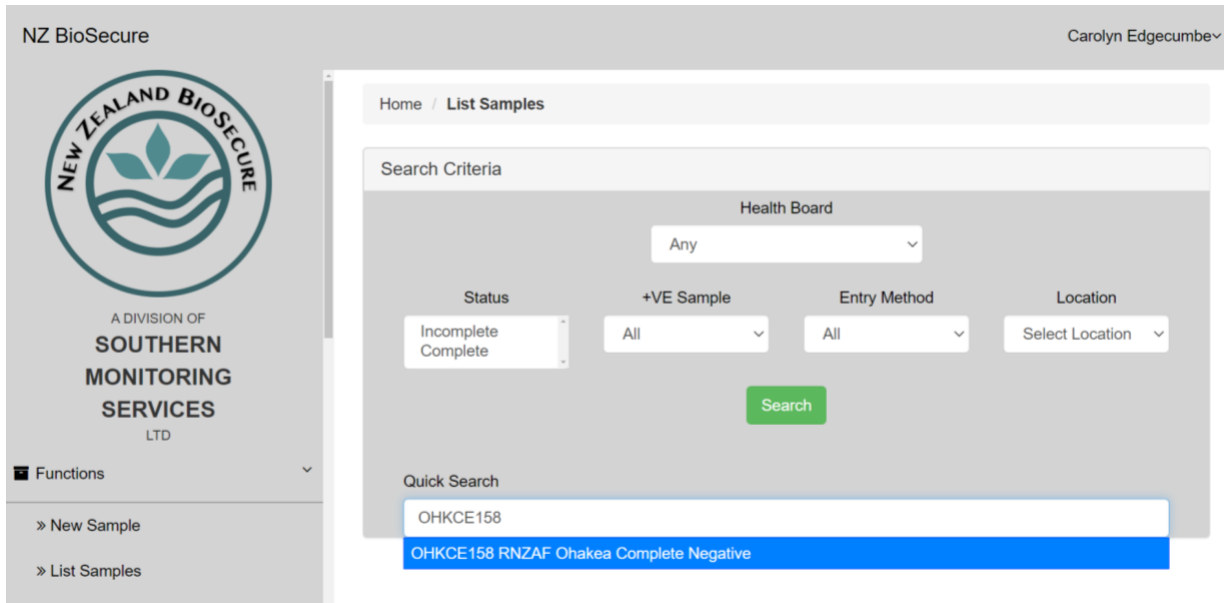 NZ BioSecure
Carolyn Edgecumbe
NEW ZEALAND BIOSECURE
A DIVISION OF
SOUTHERN
MONITORING
SERVICES
LTD
Functions
» New Sample
» List Samples
Home / List Samples
Search Criteria
Health Board
Any
Status +VE Sample Entry Method Location
Incomplete
Complete
All
All
Select Location
Search
Quick Search
OHKCE158
OHKCE158 RNZAF Ohakea Complete Negative